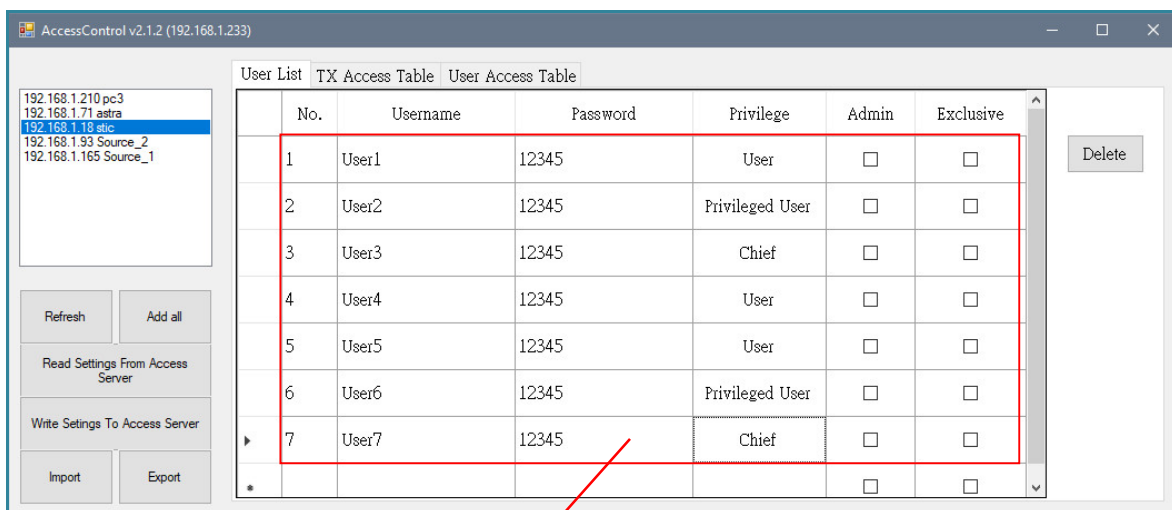 AccessControl v2.1.2 (192.168.1.233)
User List TX Access Table User Access Table
192.168.1.210 pc3
192.168.1.71 astra
192.168.1.18 stic
192.168.1.93 Source_2
192.168.1.165 Source_1
Refresh Add all
Read Settings From Access
Server
Write Setings To Access Server
Import Export
No. Username Password Privilege Admin Exclusive
1 User1 12345 User
2 User2 12345 Privileged User
3 User3 12345 Chief
4 User4 12345 User
5 User5 12345 User
6 User6 12345 Privileged User
7 User7 12345 Chief
Delete